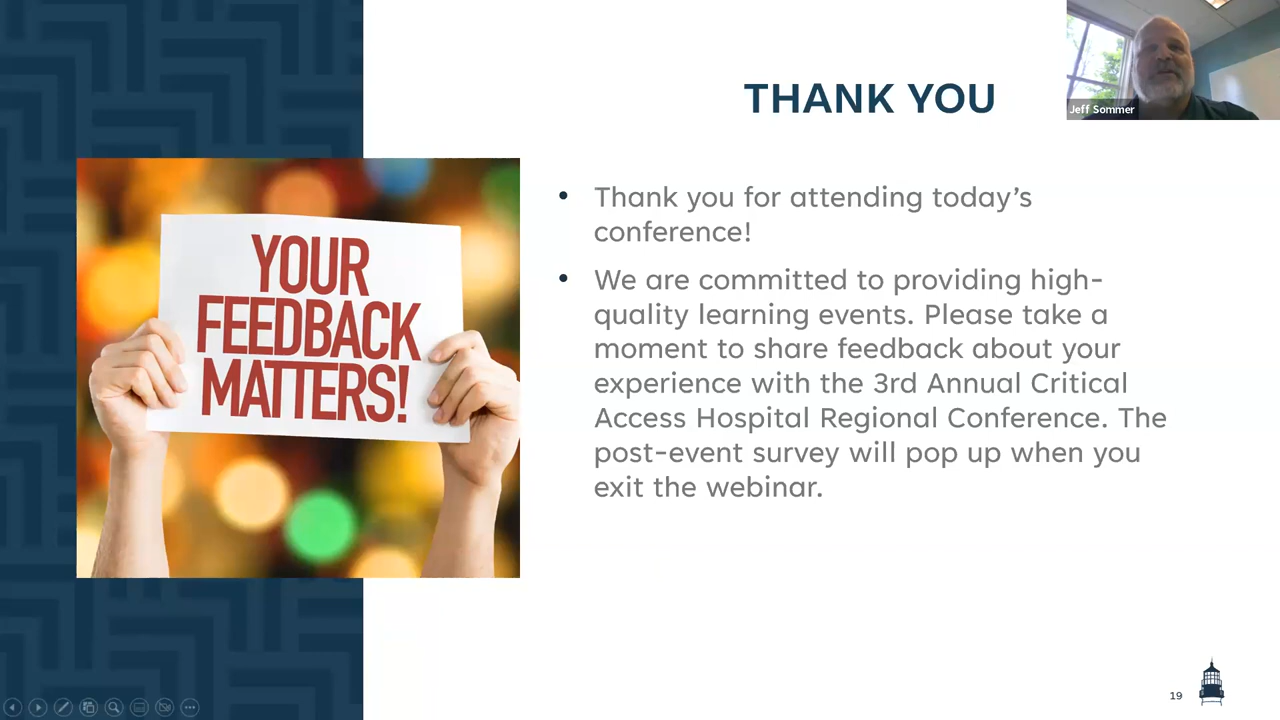 THANK YOU
Jeff Sommer
YOUR
FEEDBACK
MATTERS!
• Thank you for attending today’s
conference!
• We are committed to providing high-
quality learning events. Please take a
moment to share feedback about your
experience with the 3rd Annual Critical
Access Hospital Regional Conference. The
post-event survey will pop up when you
exit the webinar.
19